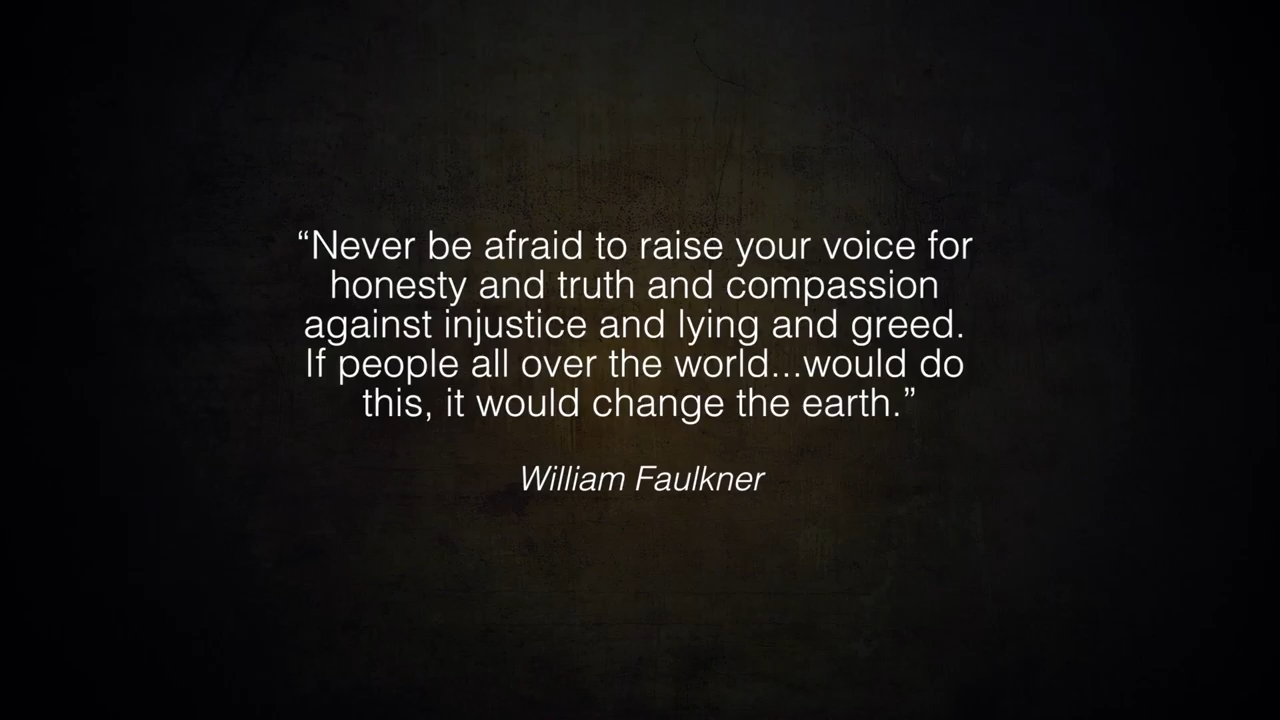 “Never be afraid to raise your voice for
honesty and truth and compassion
against injustice and lying and greed.
If people all over the world...would do
this, it would change the earth.”
William Faulkner